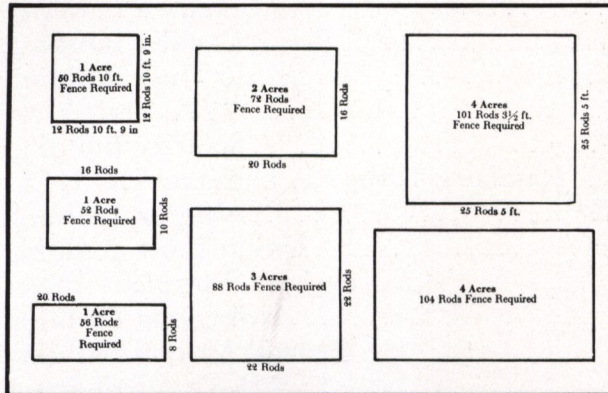 1 Acre
50 Rods 10 ft.
Fence Required
12 Rods 10 ft. 9 in.
12 Rods 10 ft. 9 in
2 Acres
72 Rods
Fence Required
16 Rods
20 Rods
4 Acres
101 Rods 3½ ft.
Fence Required
25 Rods 5 ft.
25 Rods 5 ft.
16 Rods
1 Acre
52 Rods
Fence Required
10 Rods
3 Acres
88 Rods Fence Required
22 Rods
22 Rods
4 Acres
104 Rods Fence Required
20 Rods
1 Acre
56 Rods
Fence
Required
8 Rods